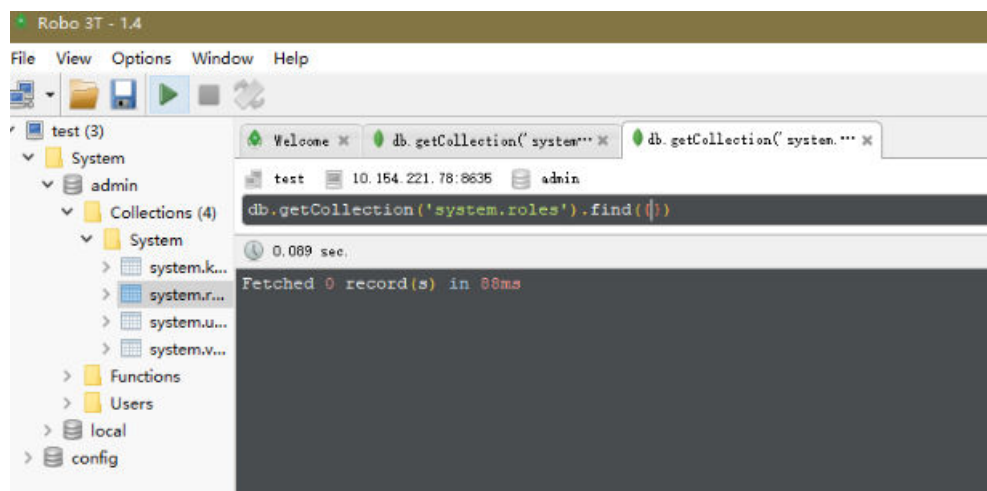 Robo 3T - 1.4
File View Options Window Help
test (3)
System
admin
Collections (4)
System
system.k...
system.r...
system.u...
system.v...
Functions
Users
local
config
Welcome
db.getCollection('system…
db.getCollection('system.…
test 10.154.221.78:8635 admin
db.getCollection('system.roles').find({})
0.089 sec.
Fetched 0 record(s) in 88ms